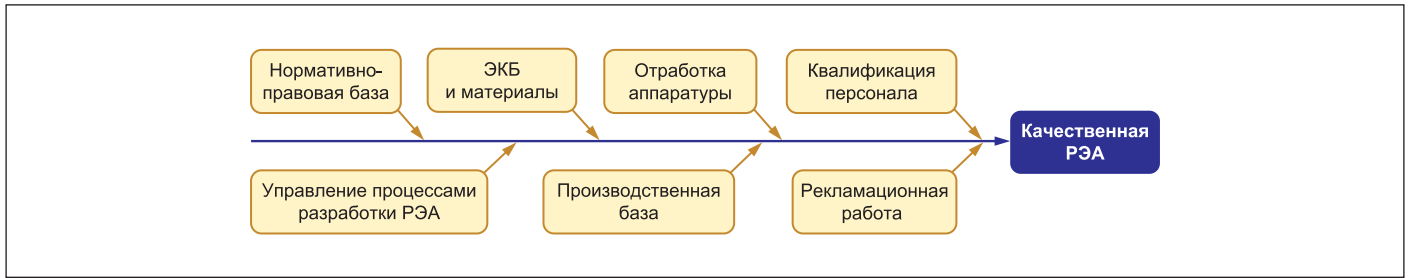 Нормативно-
правовая база
ЭКБ
и материалы
Отработка
аппаратуры
Квалификация
персонала
Качественная
РЭА
Управление процессами
разработки РЭА
Производственная
база
Рекламационная
работа